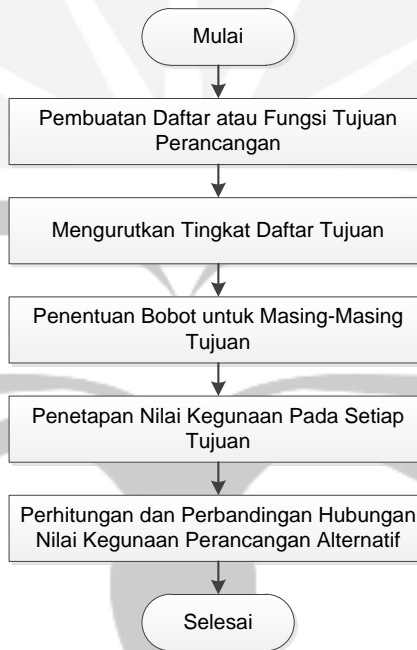 Mulai
Pembuatan Daftar atau Fungsi Tujuan
Perancangan
Mengurutkan Tingkat Daftar Tujuan
Penentuan Bobot untuk Masing-Masing
Tujuan
Penetapan Nilai Kegunaan Pada Setiap
Tujuan
Perhitungan dan Perbandingan Hubungan
Nilai Kegunaan Perancangan Alternatif
Selesai